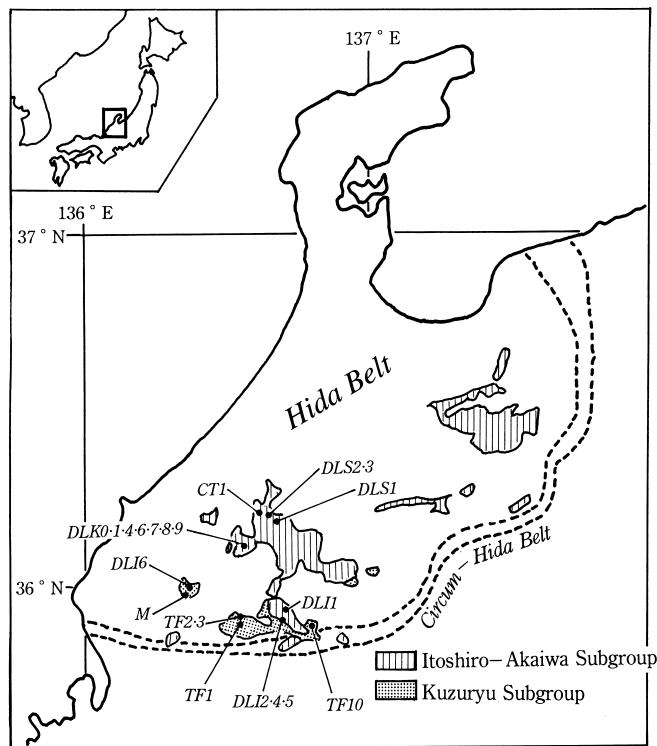 137° E
136° E
37° N
Hida Belt
DLS2·3
CT1
DLS1
DLK0·1·4·6·7·8·9
DLI6
36° N
Circum – Hida Belt
M
DLI1
TF2·3
Itoshiro–Akaiwa Subgroup
TF1
DLI2·4·5
TF10
Kuzuryu Subgroup